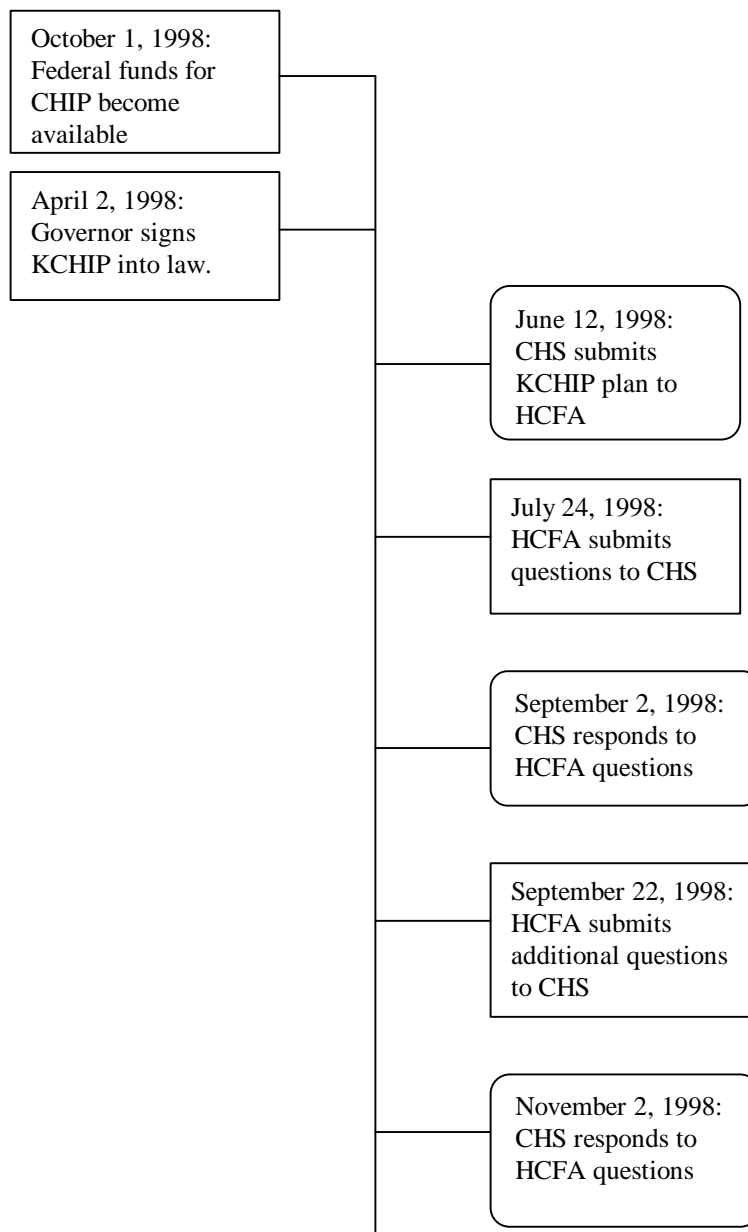 October 1, 1998:
Federal funds for
CHIP become
available
April 2, 1998:
Governor signs
KCHIP into law.
June 12, 1998:
CHS submits
KCHIP plan to
HCFA
July 24, 1998:
HCFA submits
questions to CHS
September 2, 1998:
CHS responds to
HCFA questions
September 22, 1998:
HCFA submits
additional questions
to CHS
November 2, 1998:
CHS responds to
HCFA questions